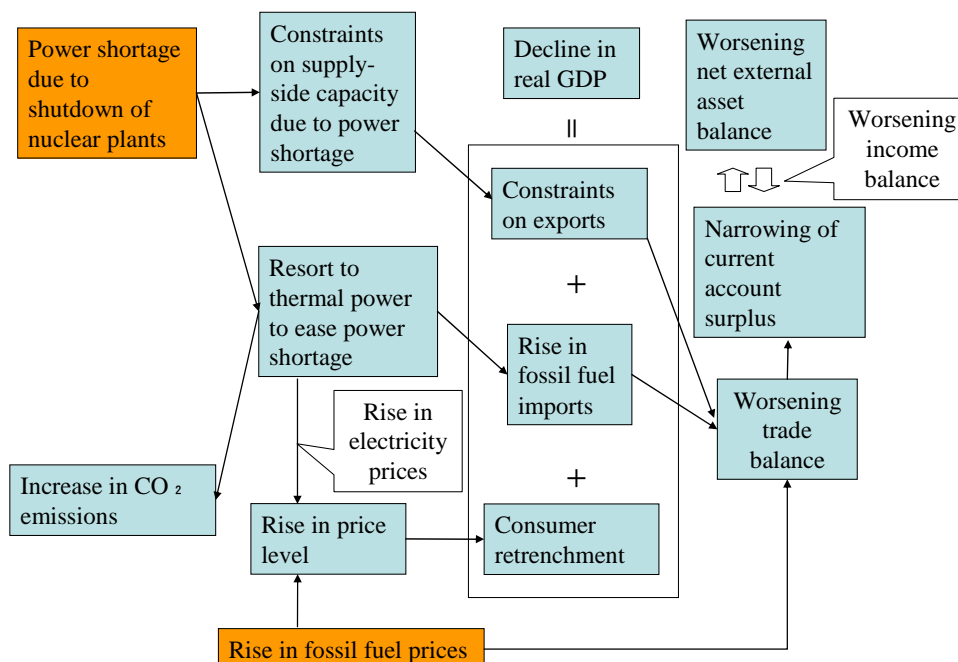 Power shortage
due to
shutdown of
nuclear plants
Constraints
on supply-
side capacity
due to power
shortage
Decline in
real GDP
Worsening
net external
asset
balance
Worsening
income
balance
=
Constraints
on exports
Narrowing of
current
account
surplus
+
Resort to
thermal power
to ease power
shortage
Rise in
fossil fuel
imports
Worsening
trade
balance
Rise in
electricity
prices
+
Increase in CO₂
emissions
Rise in price
level
Consumer
retrenchment
Rise in fossil fuel prices